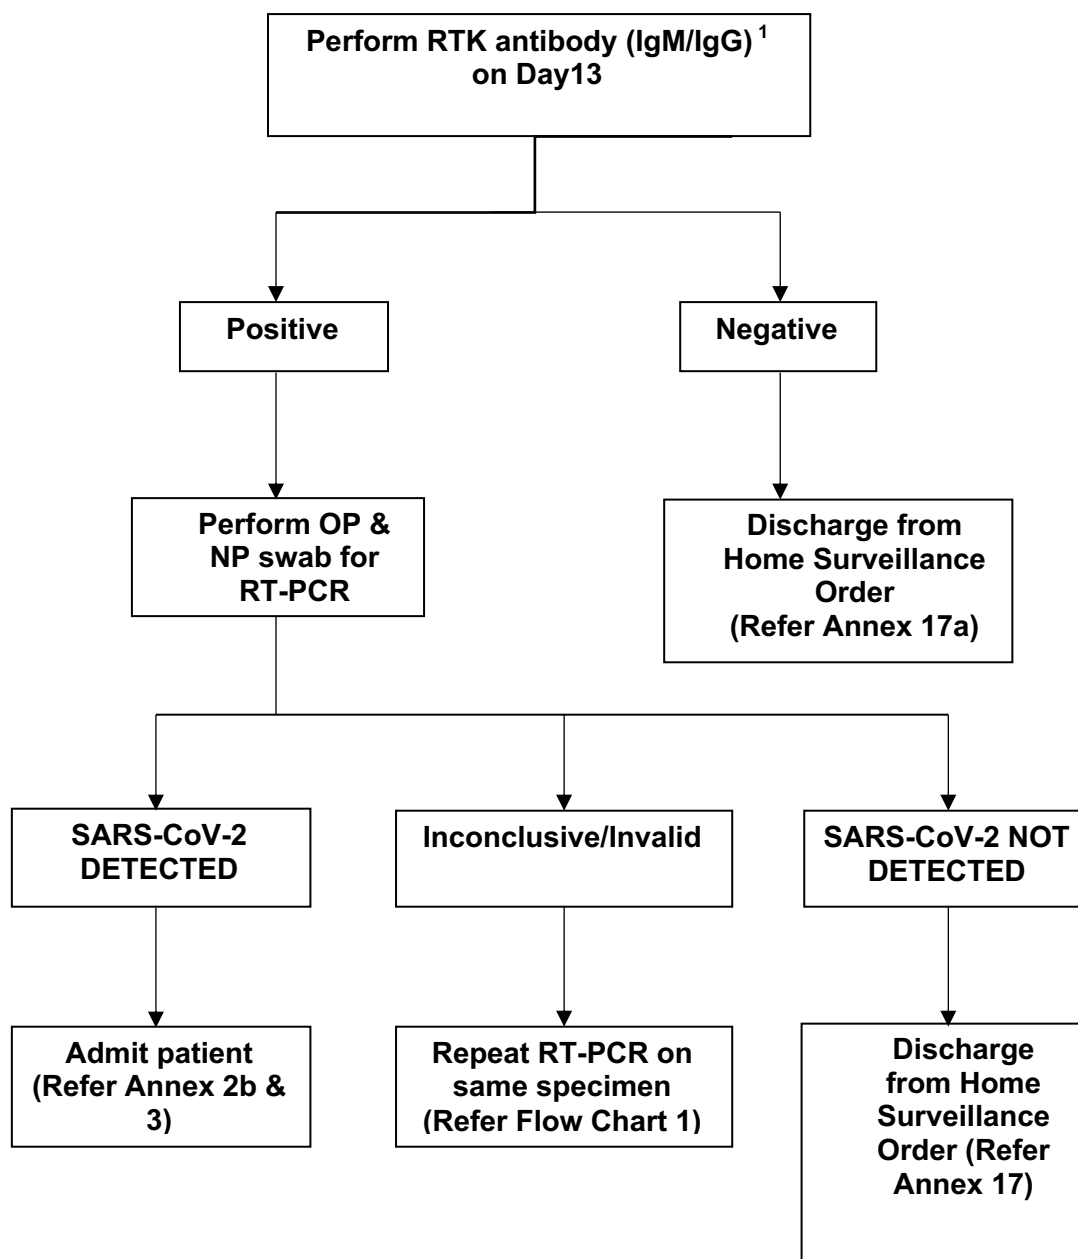 Perform RTK antibody (IgM/IgG) 1
on Day13
Positive
Negative
Perform OP &
NP swab for
RT-PCR
Discharge from
Home Surveillance
Order
(Refer Annex 17a)
SARS-CoV-2
DETECTED
Inconclusive/Invalid
SARS-CoV-2 NOT
DETECTED
Admit patient
(Refer Annex 2b &
3)
Repeat RT-PCR on
same specimen
(Refer Flow Chart 1)
Discharge
from Home
Surveillance
Order (Refer
Annex 17)